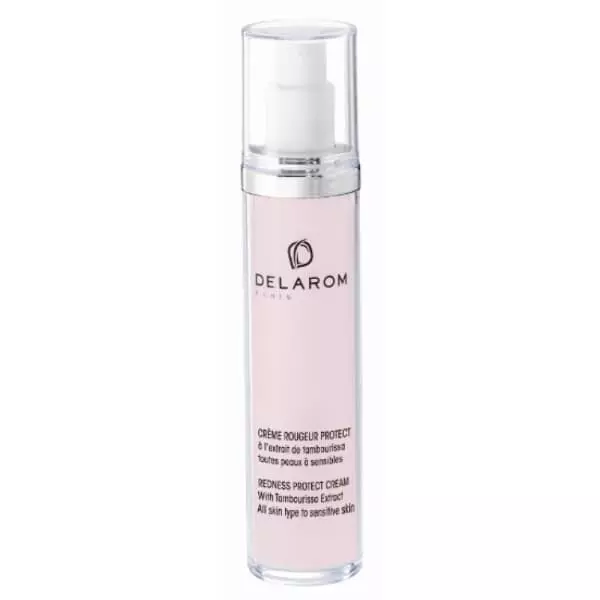 DELAROM
PARIS
CRÈME ROUGEUR PROTECT
à l'extrait de tambourissa
toutes peaux à sensibles
REDNESS PROTECT CREAM
With Tambourissa Extract
All skin type to sensitive skin